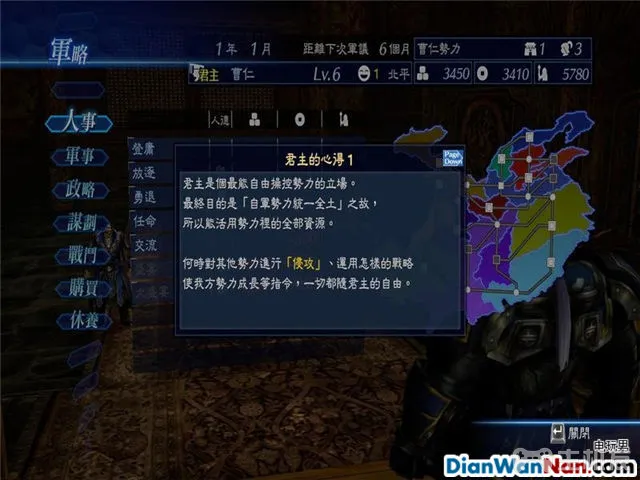 軍略
1年 1月 距離下次軍議 6個月 曹仁勢力 1 3
君主 曹仁 Lv.6 1 北平 3450 3410 5780
人事
軍事
政略
謀劃
戰鬥
購買
休養
人遇
登庸
放逐
勇退
任命
交流
君主的心得1
Page Down
君主是個最能自由操控勢力的立場。
最終目的是「自軍勢力統一全土」之故，
所以能活用勢力裡的全部資源。
何時對其他勢力進行「侵攻」、運用怎樣的戰略
使我方勢力成長等指令，一切都隨君主的自由。
關閉
电玩男
DianWanNan.com